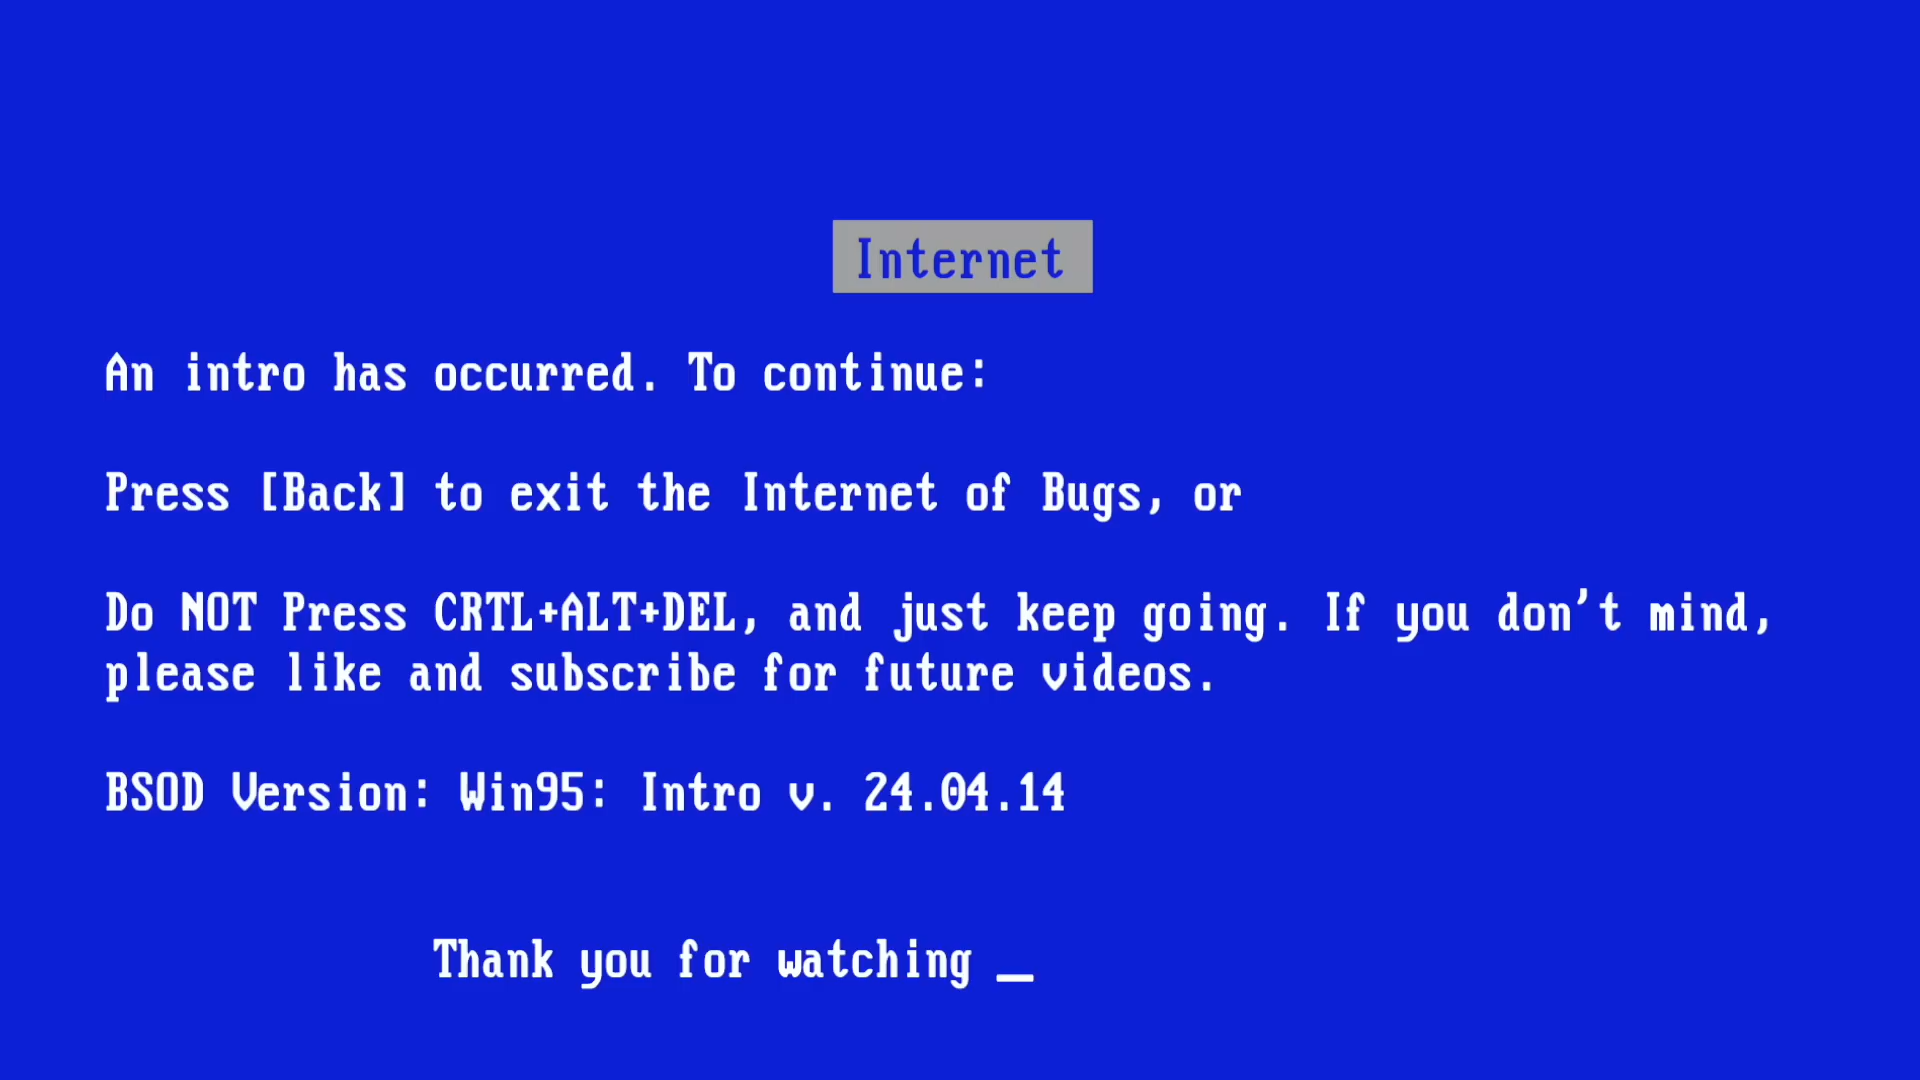 Internet
An intro has occurred. To continue:
Press [Back] to exit the Internet of Bugs, or
Do NOT Press CRTL+ALT+DEL, and just keep going. If you don't mind,
please like and subscribe for future videos.
BSOD Version: Win95: Intro v. 24.04.14
Thank you for watching _